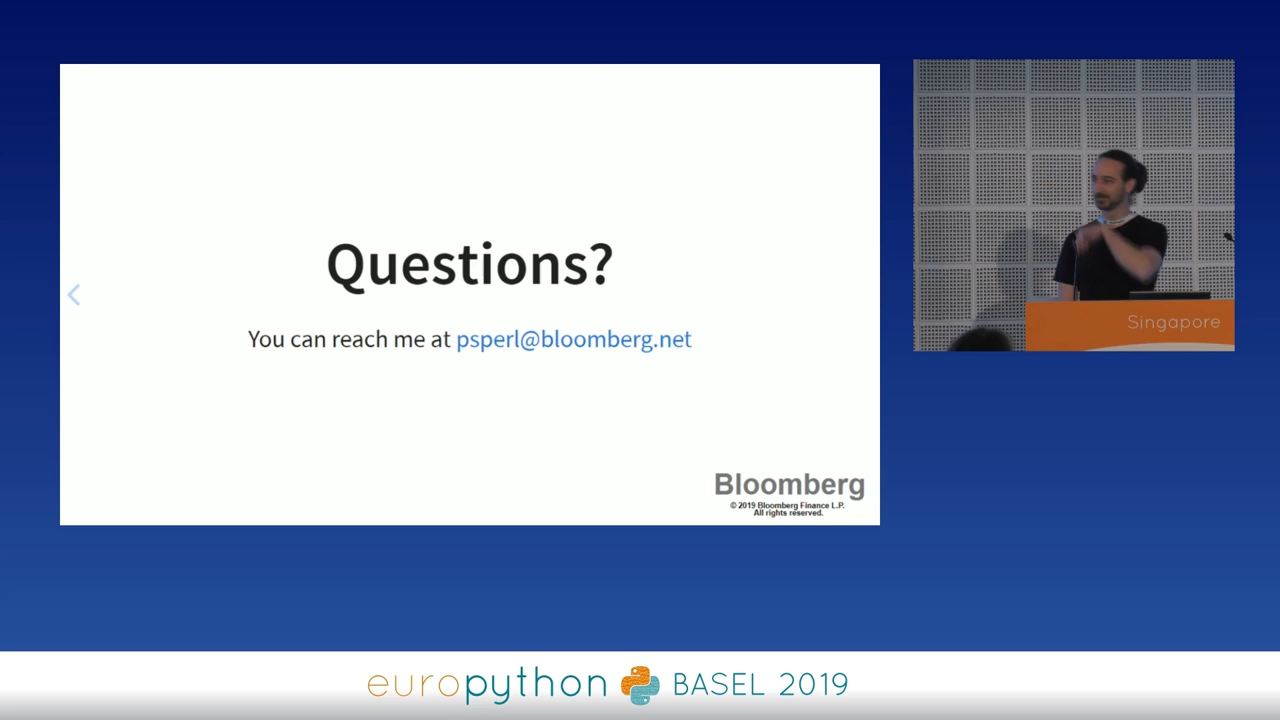 Questions?
You can reach me at psperl@bloomberg.net
Bloomberg
© 2019 Bloomberg Finance L.P.
All rights reserved.
Singapore
europython BASEL 2019